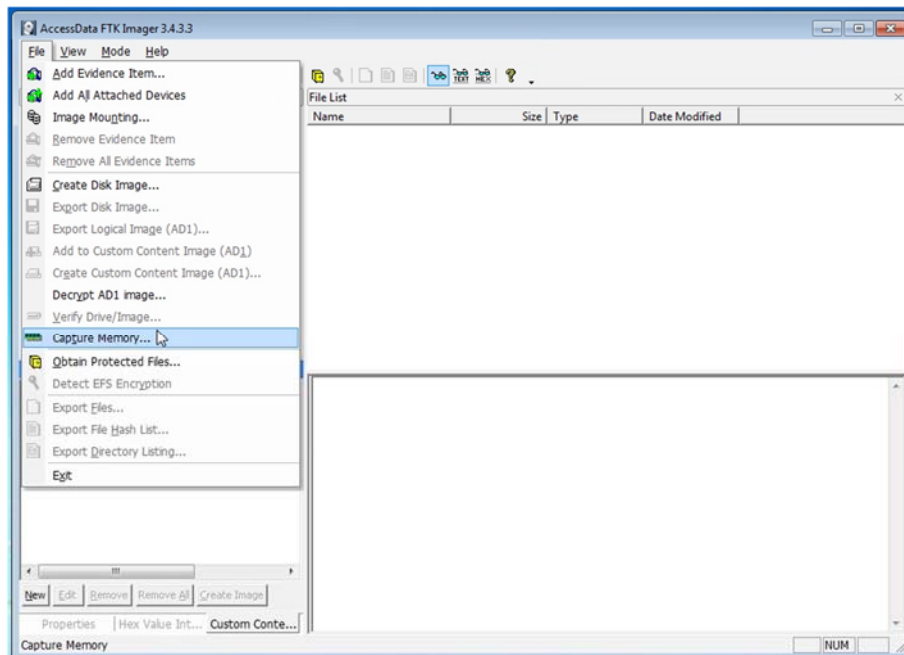 AccessData FTK Imager 3.4.3.3
File View Mode Help
Add Evidence Item...
Add All Attached Devices
Image Mounting...
Remove Evidence Item
Remove All Evidence Items
Create Disk Image...
Export Disk Image...
Export Logical Image (AD1)...
Add to Custom Content Image (AD1)
Create Custom Content Image (AD1)...
Decrypt AD1 image...
Verify Drive/Image...
Capture Memory...
Obtain Protected Files...
Detect EFS Encryption
Export Files...
Export File Hash List...
Export Directory Listing...
Exit
TEXT HEX
File List
Name Size Type Date Modified
New Edit Remove Remove All Create Image
Properties Hex Value Int... Custom Conte...
Capture Memory NUM